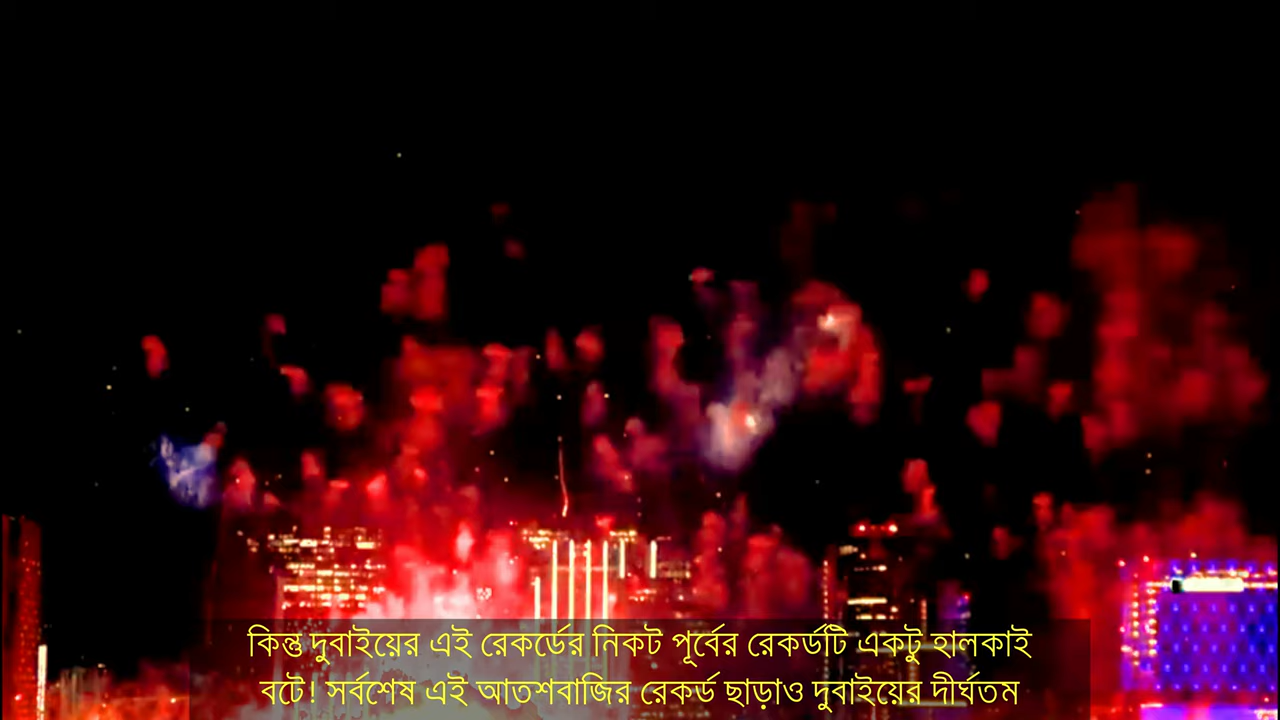 কিন্তু দুবাইয়ের এই রেকর্ডের নিকট পূর্বের রেকর্ডটি একটু হালকাই
বটে! সর্বশেষ এই আতশবাজির রেকর্ড ছাড়াও দুবাইয়ের দীর্ঘতম